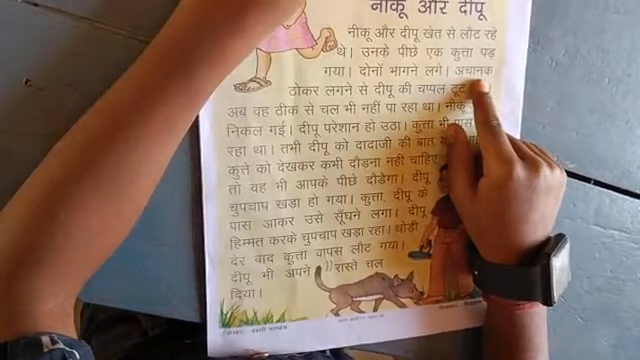 नीकू और दीपू
नीकू और दीपू खेत से लौट रहे
थे। उनके पीछे एक कुत्ता पड़
गया। दोनों भागने लगे। अचानक
ठोकर लगने से दीपू की चप्पल टूट
अब वह ठीक से चल भी नहीं पा रहा था। नीकू
निकल गई। दीपू परेशान हो उठा। कुत्ता भी पास
रहा था। तभी दीपू को दादाजी की बात
कुत्ते को देखकर कभी दौड़ना नहीं चाहिए
तो वह भी आपके पीछे दौड़ेगा। दीपू
चुपचाप खड़ा हो गया। कुत्ता, दीपू के
पास आकर उसे सूँघने लगा। दीपू
हिम्मत करके चुपचाप खड़ा रहा। थोड़ी
देर बाद कुत्ता वापस लौट गया।
दीपू भी अपने रास्ते चल
दिया।